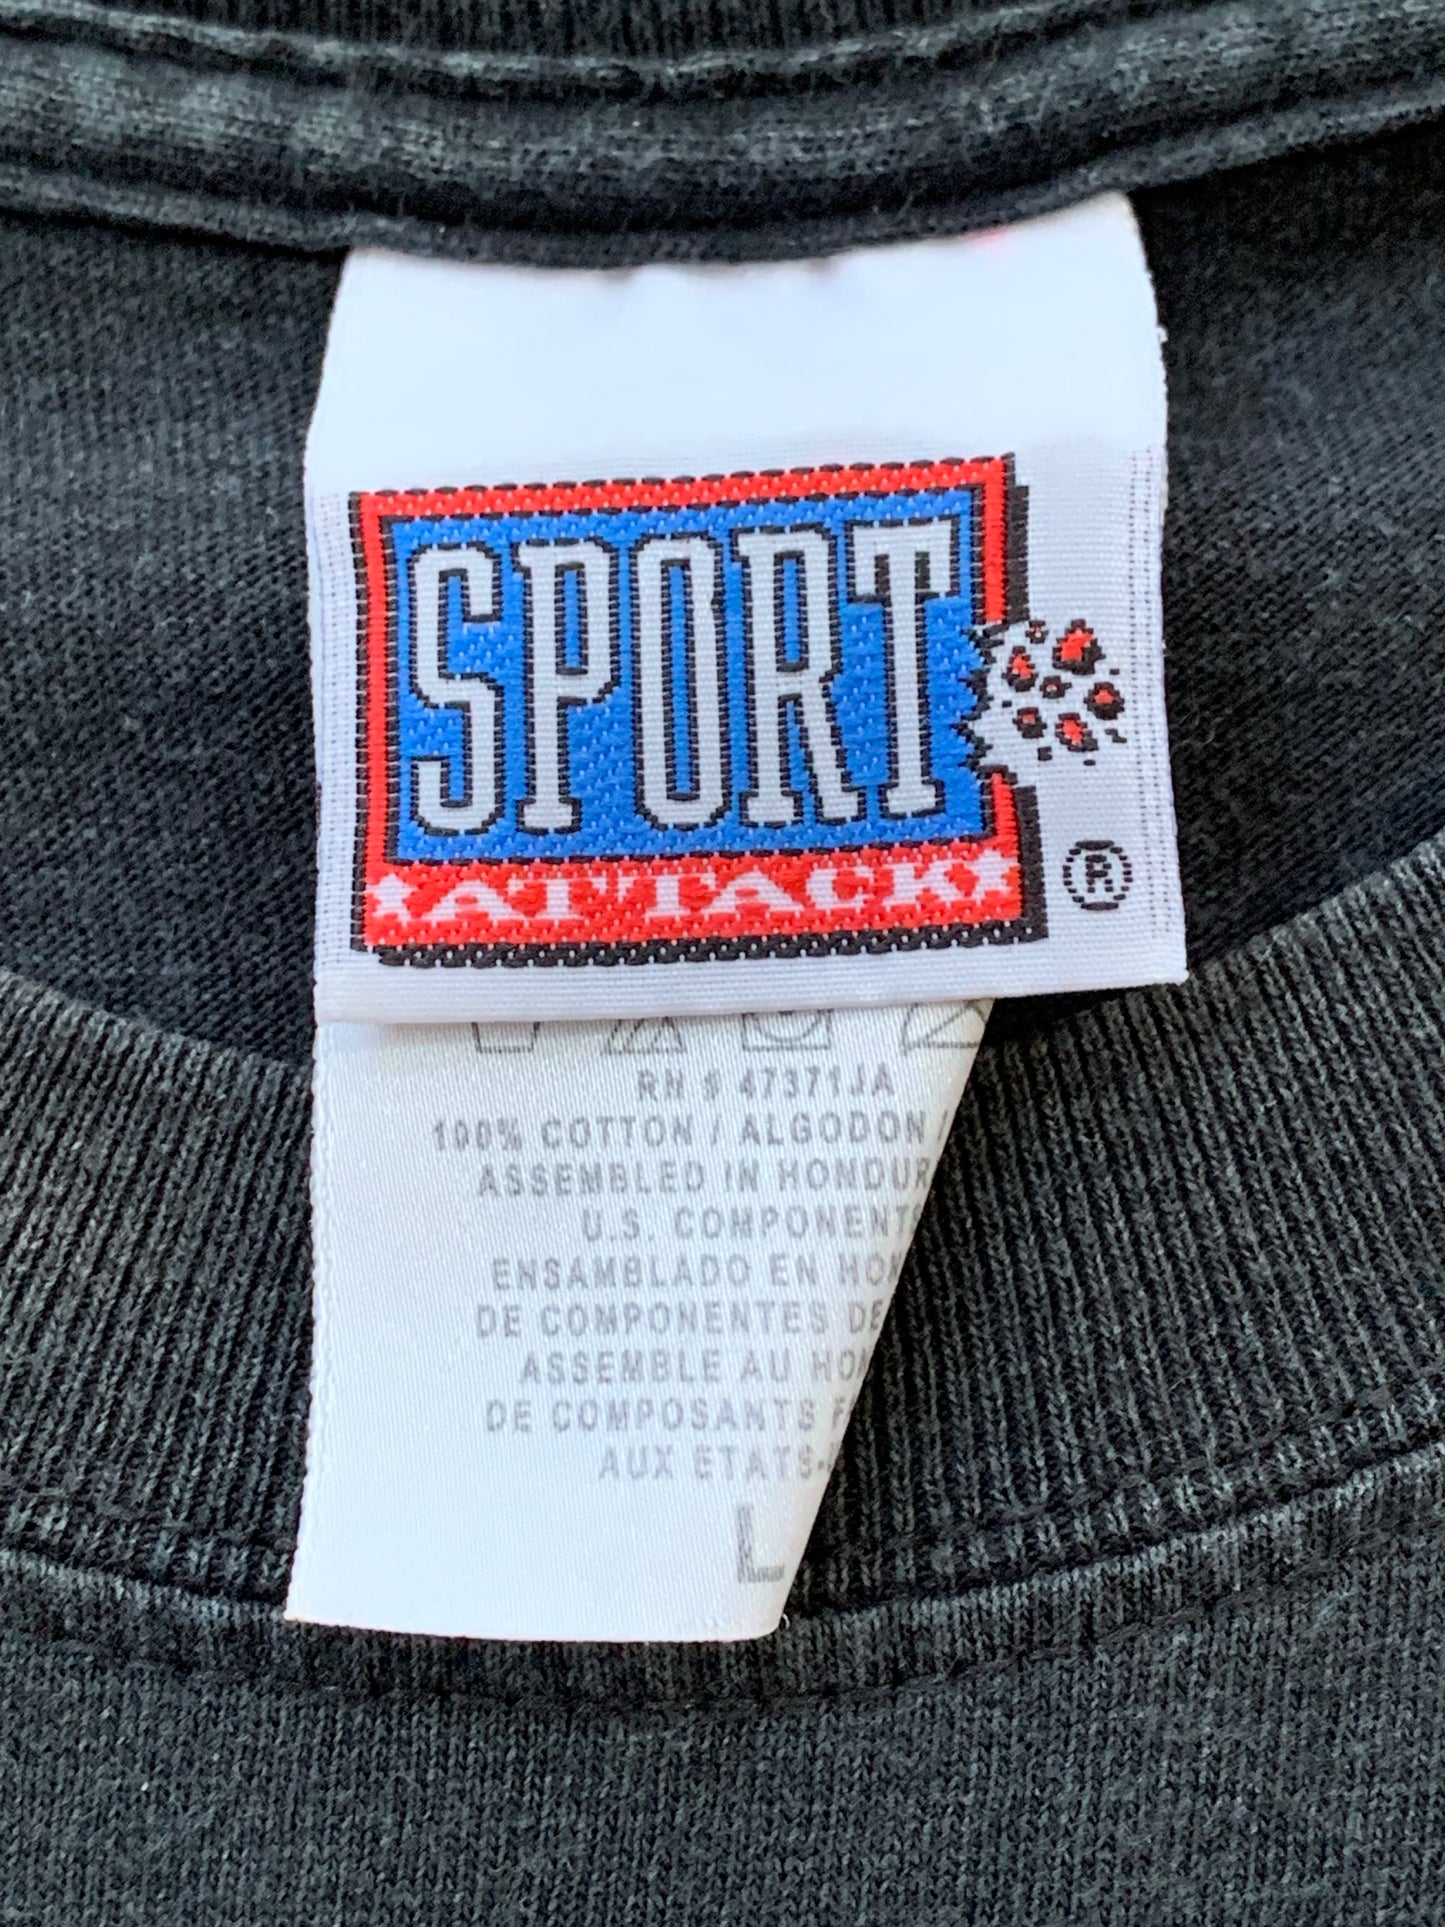 SPORT
ATTACK
®
RN # 47371JA
100% COTTON / ALGODON /
ASSEMBLED IN HONDUR
U.S. COMPONENTS
ENSAMBLADO EN HON
DE COMPONENTES DE
ASSEMBLE AU HON
DE COMPOSANTS F
AUX ETATS-
L